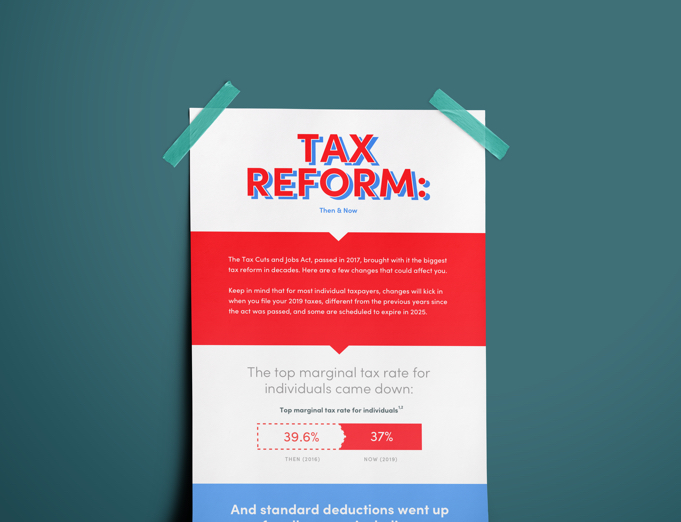 TAX
REFORM:
Then & Now
The Tax Cuts and Jobs Act, passed in 2017, brought with it the biggest
tax reform in decades. Here are a few changes that could affect you.
Keep in mind that for most individual taxpayers, changes will kick in
when you file your 2019 taxes, different from the previous years since
the act was passed, and some are scheduled to expire in 2025.
The top marginal tax rate for
individuals came down:
Top marginal tax rate for individuals¹·²
39.6% 37%
THEN (2016) NOW (2019)
And standard deductions went up